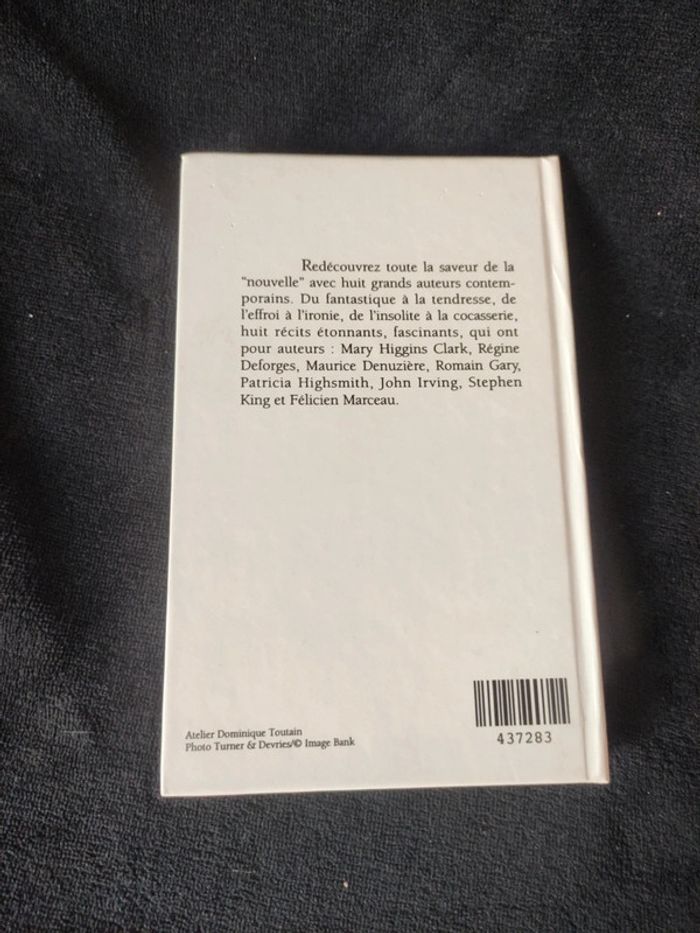 Redécouvrez toute la saveur de la
"nouvelle" avec huit grands auteurs contem-
porains. Du fantastique à la tendresse, de
l'effroi à l'ironie, de l'insolite à la cocasserie,
huit récits étonnants, fascinants, qui ont
pour auteurs : Mary Higgins Clark, Régine
Deforges, Maurice Denuzière, Romain Gary,
Patricia Highsmith, John Irving, Stephen
King et Félicien Marceau.
Atelier Dominique Toutain
Photo Turner & Devries/© Image Bank
437283